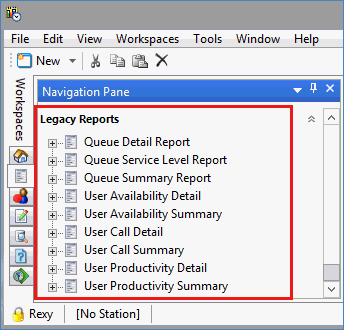 File Edit View Workspaces Tools Window Help
New
Workspaces
Navigation Pane
Legacy Reports
Queue Detail Report
Queue Service Level Report
Queue Summary Report
User Availability Detail
User Availability Summary
User Call Detail
User Call Summary
User Productivity Detail
User Productivity Summary
Rexy [No Station]